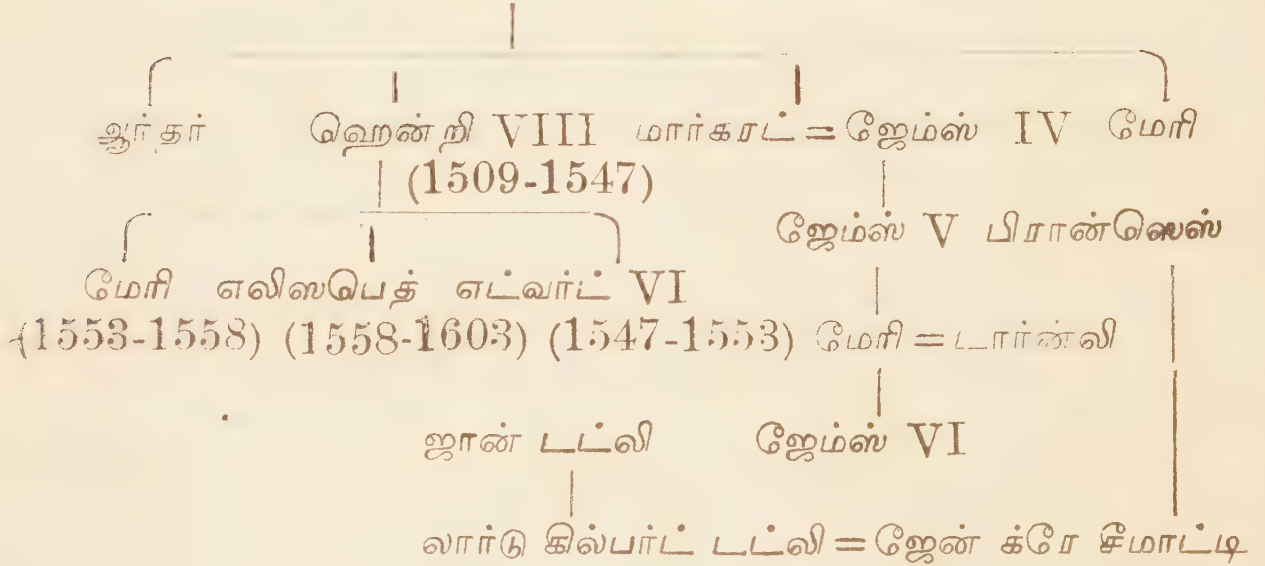 ஆர்தர் ஹென்றி VIII மார்கரட் = ஜேம்ஸ் IV மேரி
(1509-1547)
ஜேம்ஸ் V பிரான்ஸெஸ்
மேரி எலிஸபெத் எட்வர்ட் VI
(1553-1558) (1558-1603) (1547-1553) மேரி = டார்ன்லி
ஜான் டட்லி ஜேம்ஸ் VI
லார்டு கில்பர்ட் டட்லி = ஜேன் க்ரே சீமாட்டி